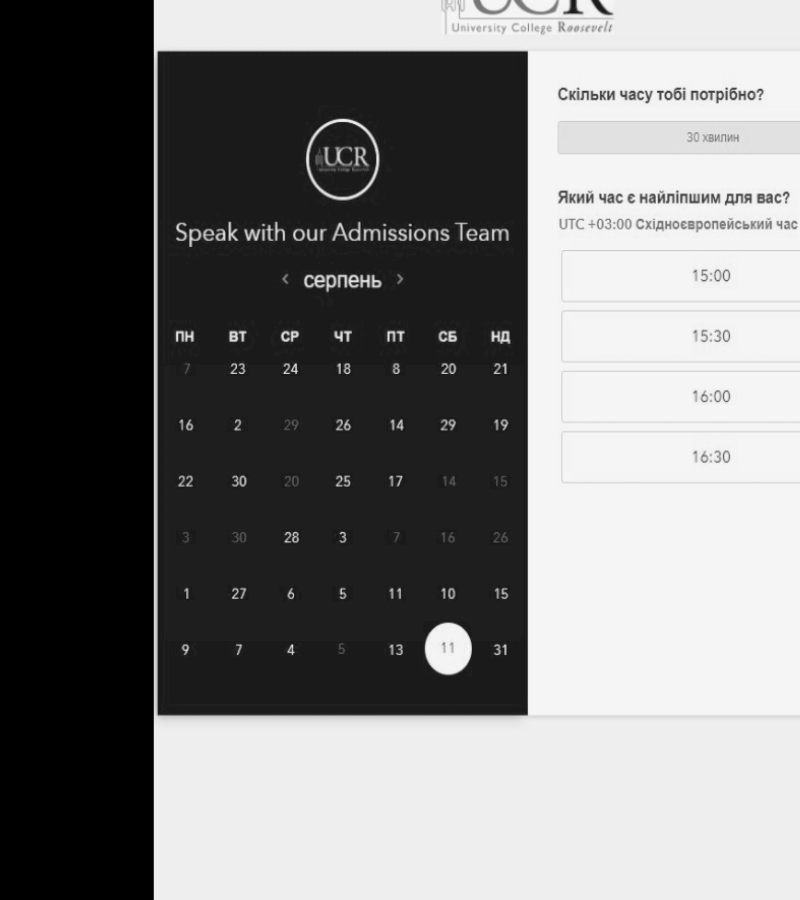 UCR
University College Roosevelt
UCR
Speak with our Admissions Team
‹ серпень ›
ПН ВТ СР ЧТ ПТ СБ НД
7 23 24 18 8 20 21
16 2 29 26 14 29 19
22 30 20 25 17 14 15
3 30 28 3 7 16 26
1 27 6 5 11 10 15
9 7 4 5 13 11 31
Скільки часу тобі потрібно?
30 хвилин
Який час є найліпшим для вас?
UTC +03:00 Східноєвропейський час
15:00
15:30
16:00
16:30